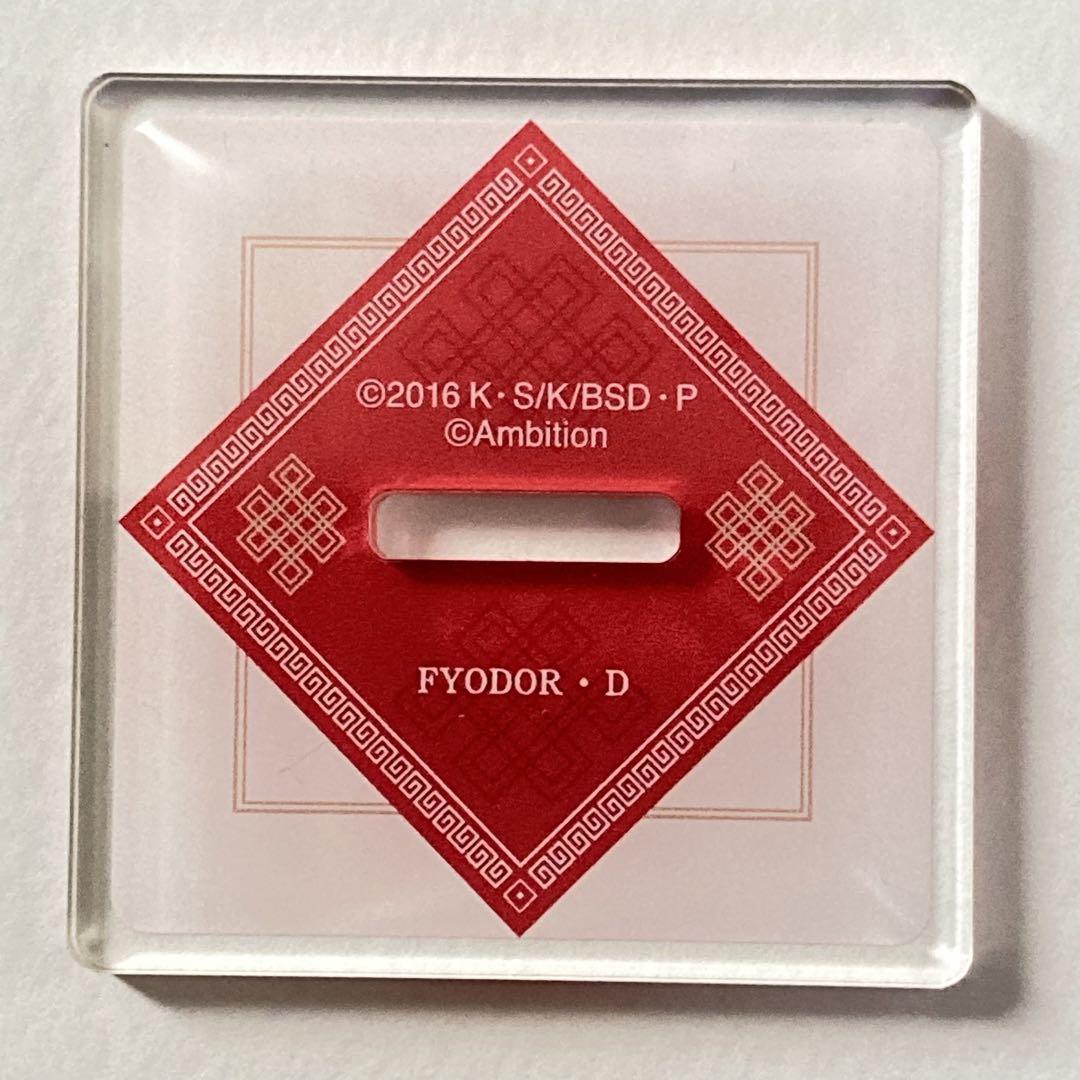 ©2016 K・S/K/BSD・P
©Ambition
FYODOR・D